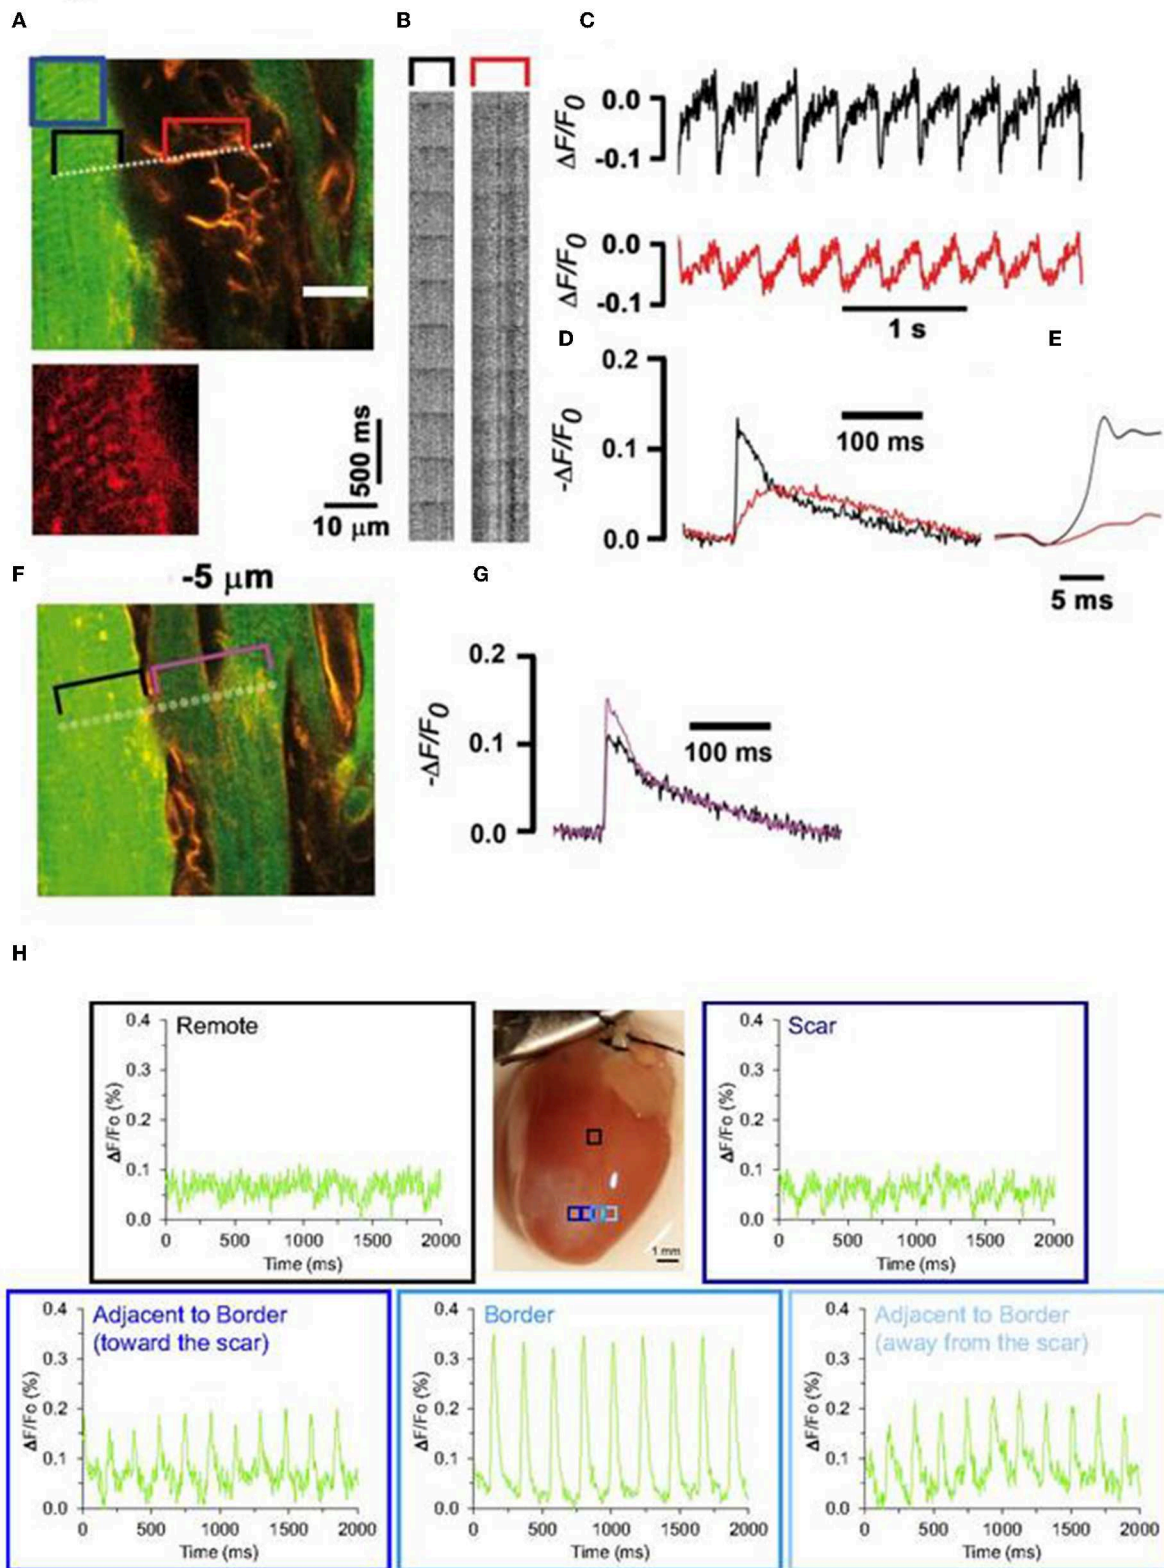 A
B
C
0.0
-0.1
ΔF/F0
0.0
-0.1
ΔF/F0
1 s
D
E
0.2
0.1
0.0
-ΔF/F0
100 ms
5 ms
500 ms
10 μm
F
-5 μm
G
0.2
0.1
0.0
-ΔF/F0
100 ms
H
Remote
0.4
0.3
0.2
0.1
0.0
ΔF/Fo (%)
0 500 1000 1500 2000
Time (ms)
1 mm
Scar
0.4
0.3
0.2
0.1
0.0
ΔF/Fo (%)
0 500 1000 1500 2000
Time (ms)
Adjacent to Border
(toward the scar)
0.4
0.3
0.2
0.1
0.0
ΔF/Fo (%)
0 500 1000 1500 2000
Time (ms)
Border
0.4
0.3
0.2
0.1
0.0
ΔF/Fo (%)
0 500 1000 1500 2000
Time (ms)
Adjacent to Border
(away from the scar)
0.4
0.3
0.2
0.1
0.0
ΔF/Fo (%)
0 500 1000 1500 2000
Time (ms)